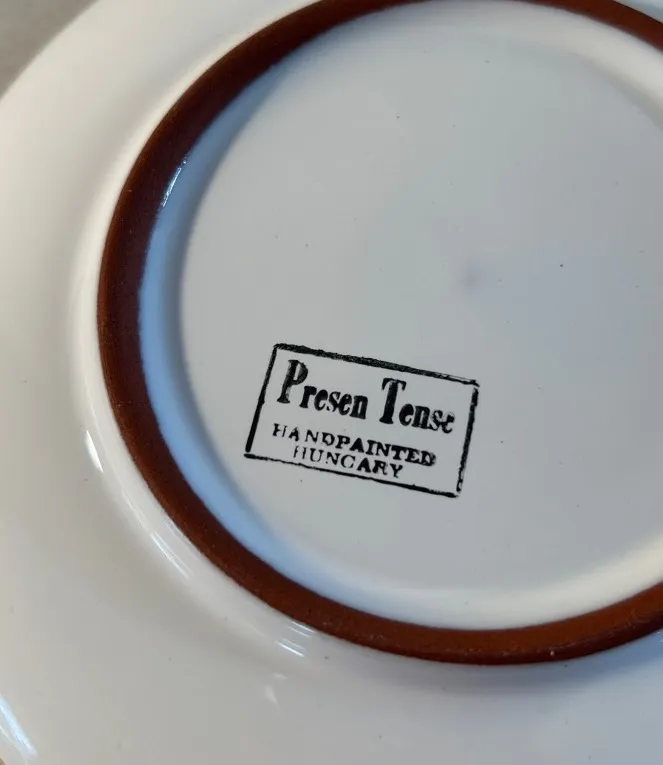 Presen Tense
HANDPAINTED
HUNGARY